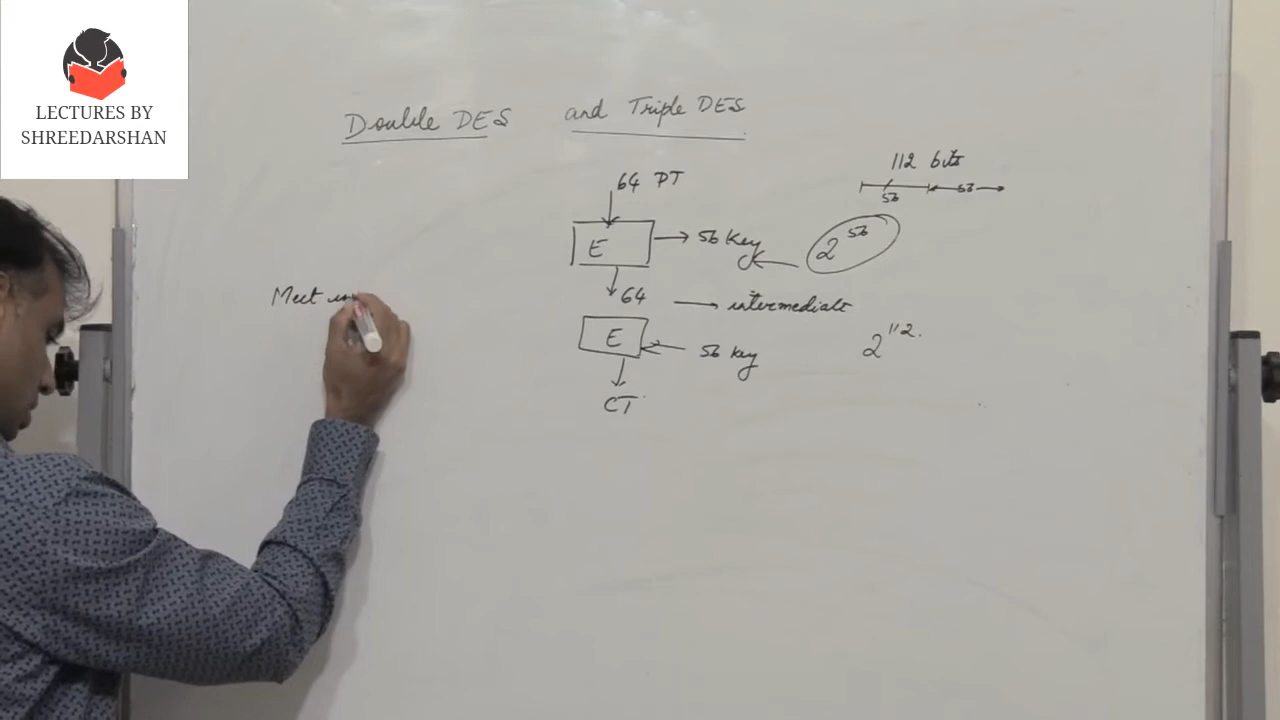 LECTURES BY
SHREEDARSHAN
Double DES and Triple DES
112 bits
56 56
64 PT
E 56 Key 2^56
64 intermediate
Meet
E 56 key 2^112.
CT